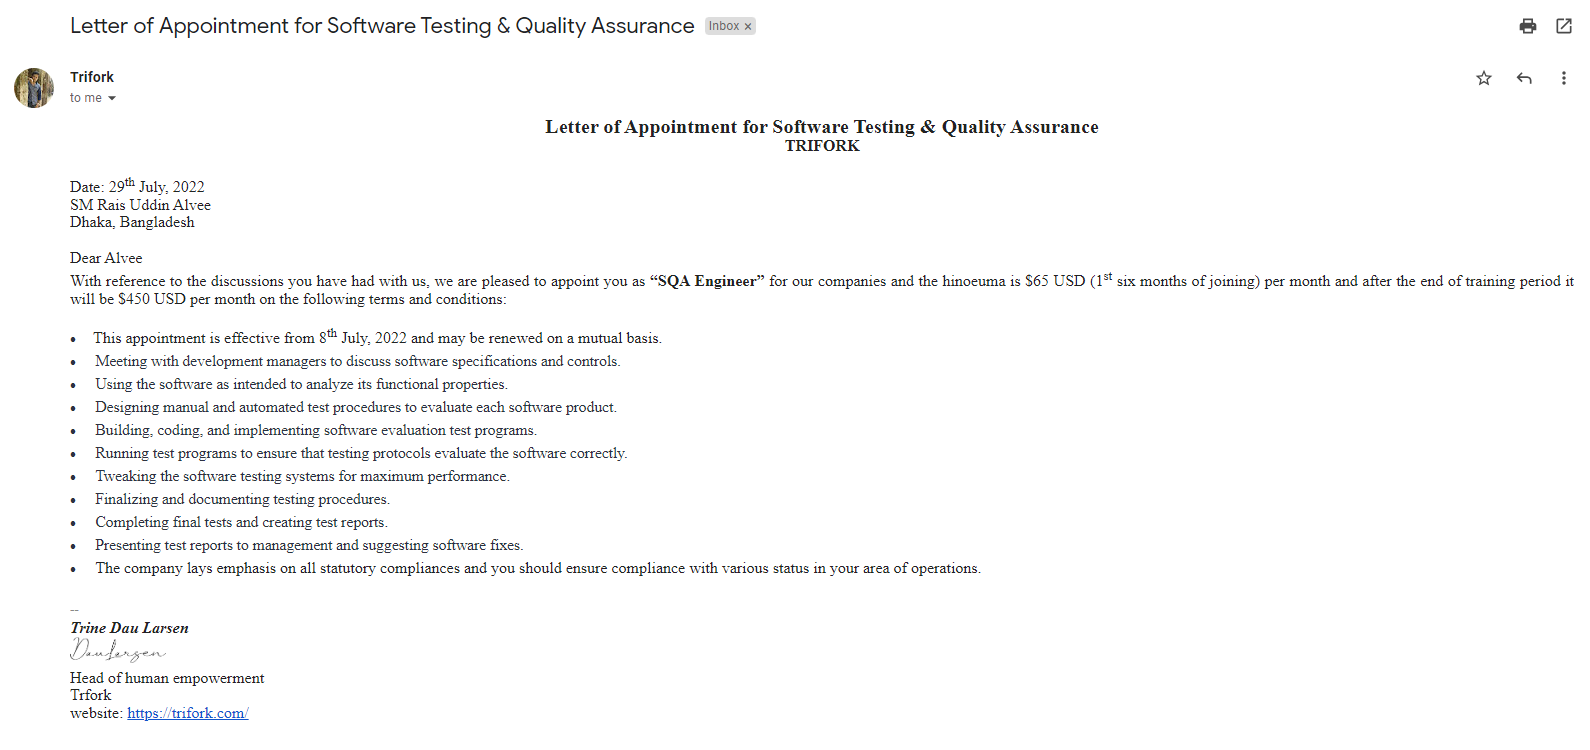 Letter of Appointment for Software Testing & Quality Assurance Inbox ×
Trifork
to me
Letter of Appointment for Software Testing & Quality Assurance
TRIFORK
Date: 29th July, 2022
SM Rais Uddin Alvee
Dhaka, Bangladesh
Dear Alvee
With reference to the discussions you have had with us, we are pleased to appoint you as “SQA Engineer” for our companies and the hinoeuma is $65 USD (1st six months of joining) per month and after the end of training period it
will be $450 USD per month on the following terms and conditions:
• This appointment is effective from 8th July, 2022 and may be renewed on a mutual basis.
• Meeting with development managers to discuss software specifications and controls.
• Using the software as intended to analyze its functional properties.
• Designing manual and automated test procedures to evaluate each software product.
• Building, coding, and implementing software evaluation test programs.
• Running test programs to ensure that testing protocols evaluate the software correctly.
• Tweaking the software testing systems for maximum performance.
• Finalizing and documenting testing procedures.
• Completing final tests and creating test reports.
• Presenting test reports to management and suggesting software fixes.
• The company lays emphasis on all statutory compliances and you should ensure compliance with various status in your area of operations.
--
Trine Dau Larsen
DauLarsen
Head of human empowerment
Trfork
website: https://trifork.com/